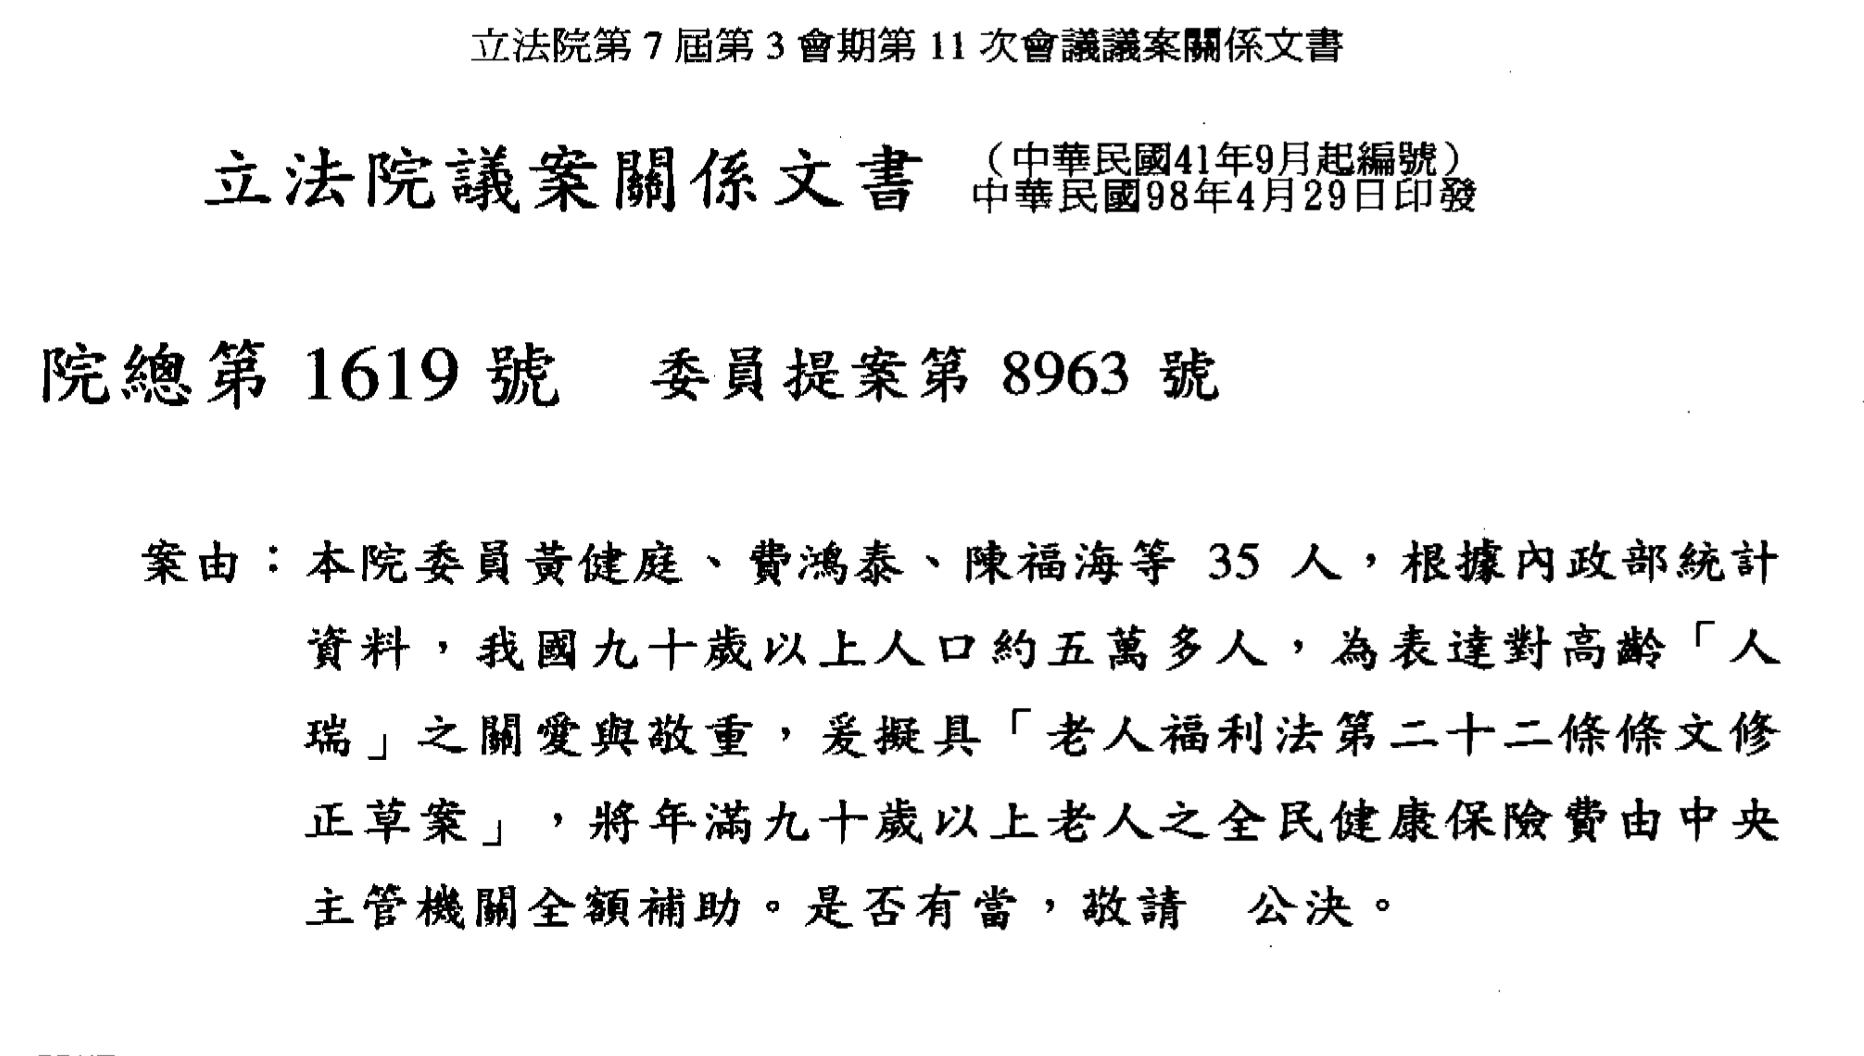 立法院第 7 屆第 3 會期第 11 次會議議案關係文書
立法院議案關係文書
（中華民國41年9月起編號）
中華民國98年4月29日印發
院總第 1619 號　委員提案第 8963 號
案由：本院委員黃健庭、費鴻泰、陳福海等 35 人，根據內政部統計
資料，我國九十歲以上人口約五萬多人，為表達對高齡「人
瑞」之關愛與敬重，爰擬具「老人福利法第二十二條條文修
正草案」，將年滿九十歲以上老人之全民健康保險費由中央
主管機關全額補助。是否有當，敬請　公決。